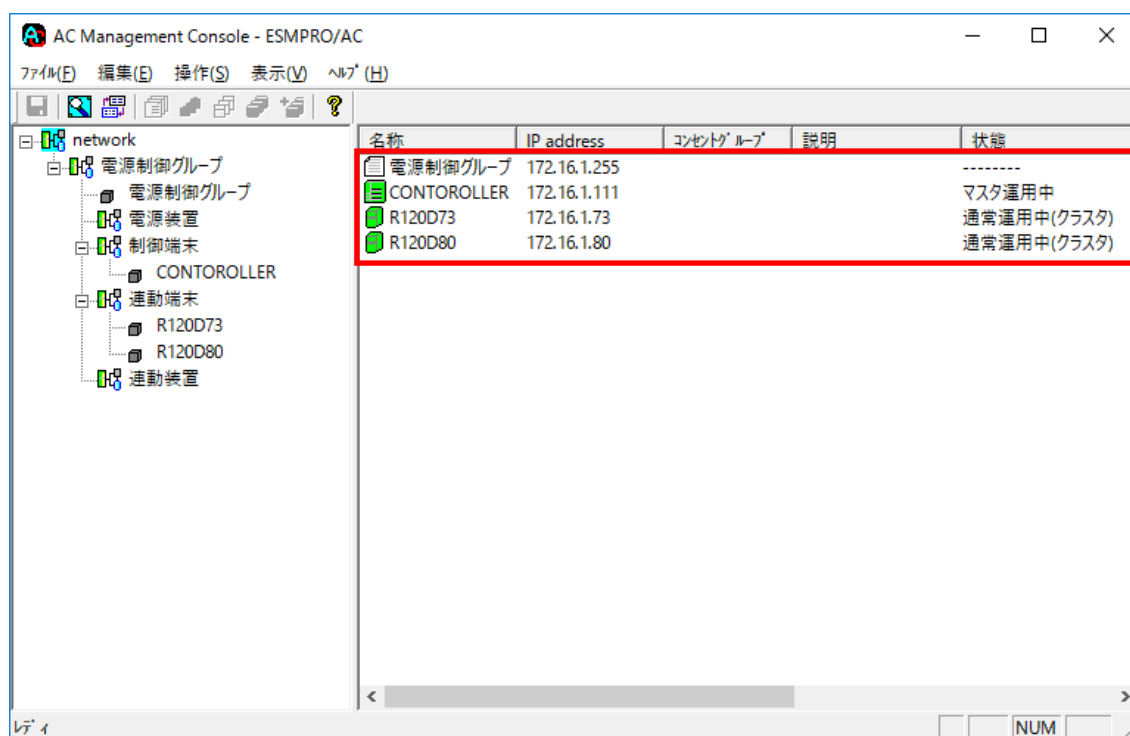 AC Management Console - ESMPRO/AC
ﾌｧｲﾙ(F) 編集(E) 操作(S) 表示(V) ﾍﾙﾌﾟ(H)
network
電源制御グループ
電源制御グループ
電源装置
制御端末
CONTOROLLER
連動端末
R120D73
R120D80
連動装置
名称 IP address ｺﾝｾﾝﾄｸﾞﾙｰﾌﾟ 説明 状態
電源制御グループ 172.16.1.255 --------
CONTOROLLER 172.16.1.111 マスタ運用中
R120D73 172.16.1.73 通常運用中(クラスタ)
R120D80 172.16.1.80 通常運用中(クラスタ)
ﾚﾃﾞｨ NUM